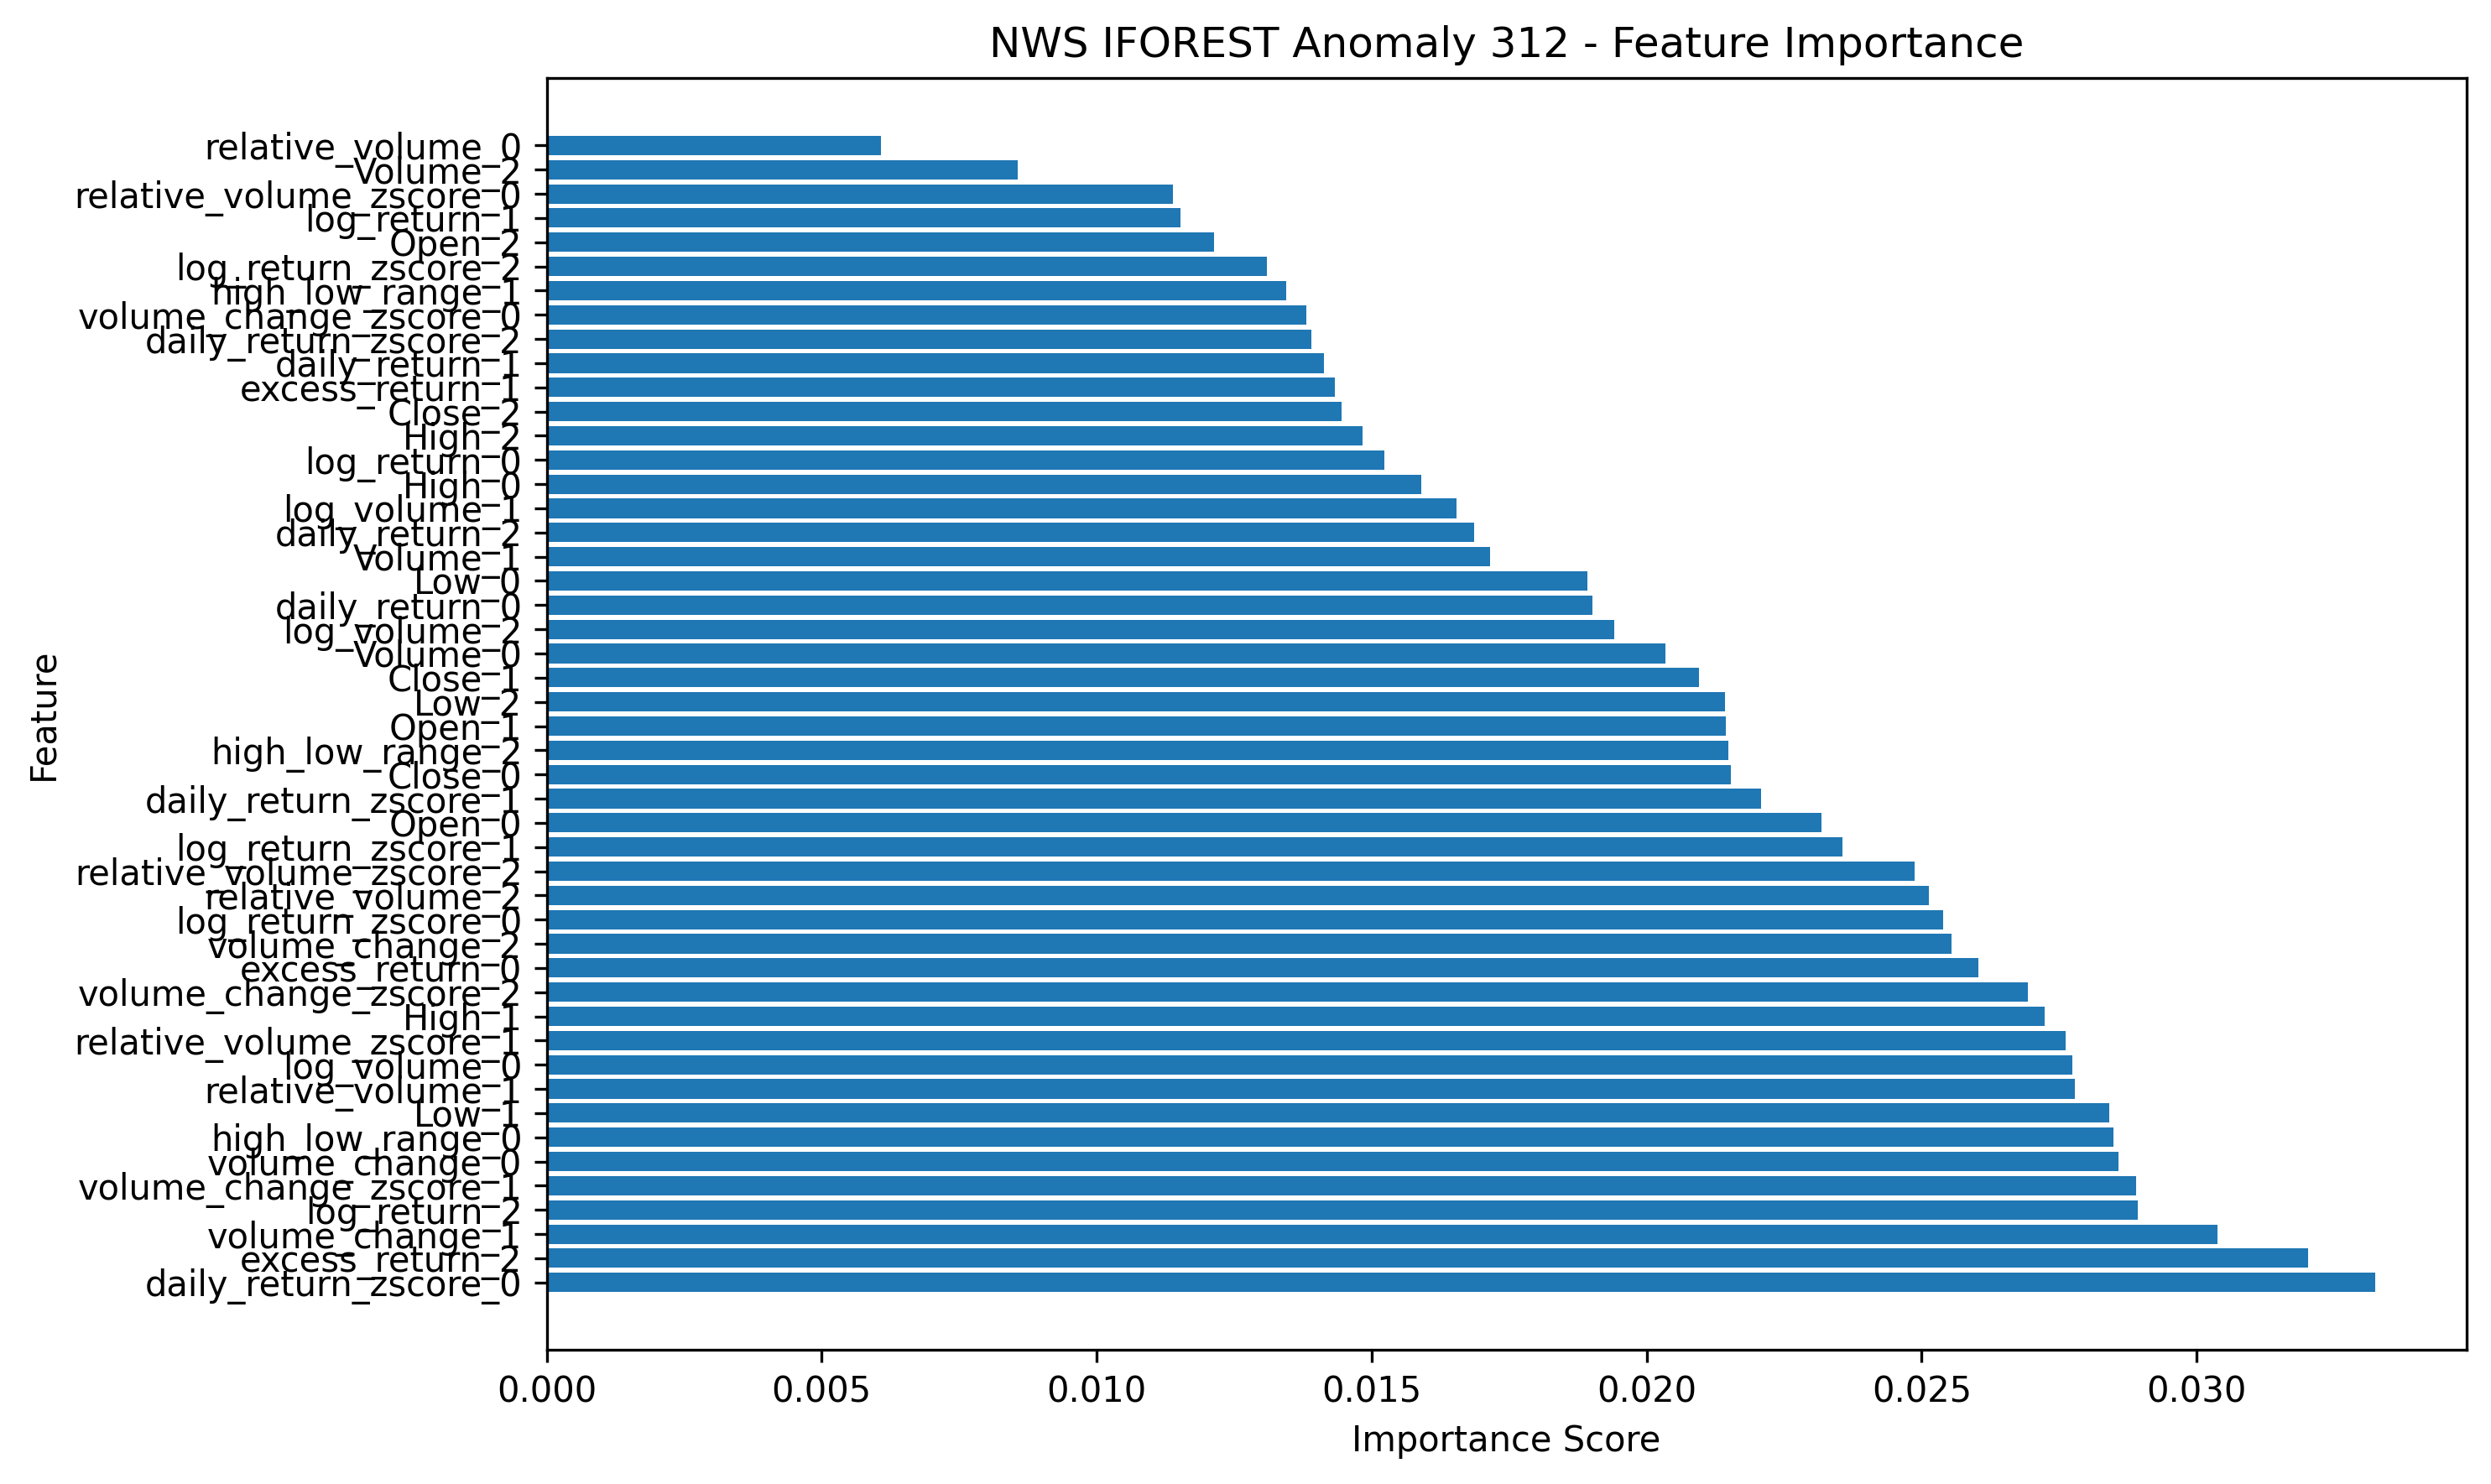 NWS IFOREST Anomaly 312 - Feature Importance
relative_volume_0
Volume_2
relative_volume_zscore_0
log_return_1
Open_2
log_return_zscore_2
high_low_range_1
volume_change_zscore_0
daily_return_zscore_2
daily_return_1
excess_return_1
Close_2
High_2
log_return_0
High_0
log_volume_1
daily_return_2
Volume_1
Low_0
daily_return_0
log_volume_2
Volume_0
Close_1
Low_2
Open_1
high_low_range_2
Close_0
daily_return_zscore_1
Open_0
log_return_zscore_1
relative_volume_zscore_2
relative_volume_2
log_return_zscore_0
volume_change_2
excess_return_0
volume_change_zscore_2
High_1
relative_volume_zscore_1
log_volume_0
relative_volume_1
Low_1
high_low_range_0
volume_change_0
volume_change_zscore_1
log_return_2
volume_change_1
excess_return_2
daily_return_zscore_0
Feature
0.000 0.005 0.010 0.015 0.020 0.025 0.030
Importance Score